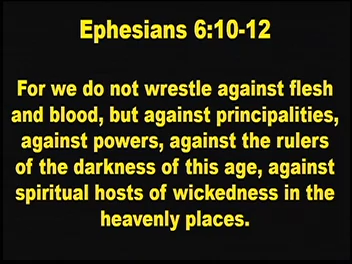 Ephesians 6:10-12
For we do not wrestle against flesh
and blood, but against principalities,
against powers, against the rulers
of the darkness of this age, against
spiritual hosts of wickedness in the
heavenly places.